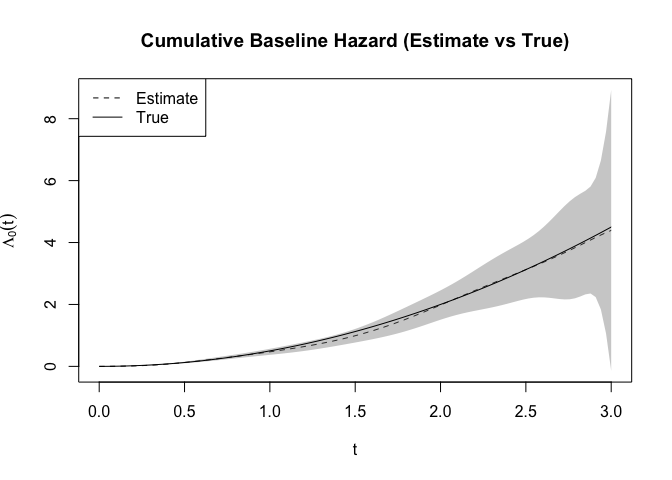 Cumulative Baseline Hazard (Estimate vs True)
Estimate
True
Λ₀(t)
8
6
4
2
0
0.0 0.5 1.0 1.5 2.0 2.5 3.0
t